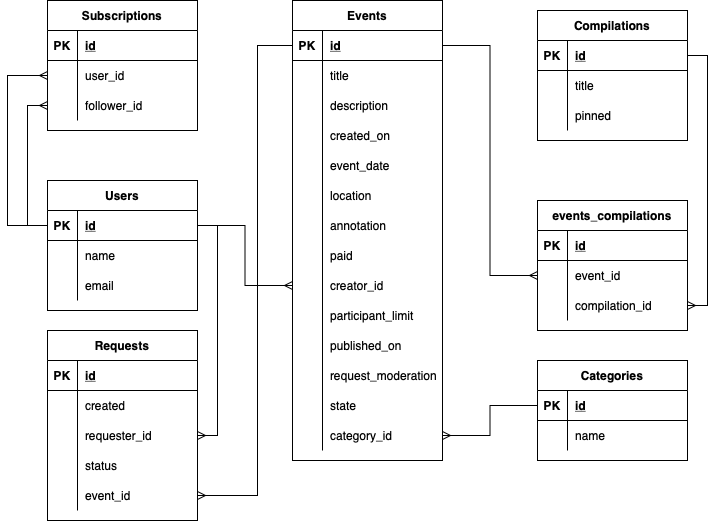 Subscriptions
PK id
user_id
follower_id
Users
PK id
name
email
Requests
PK id
created
requester_id
status
event_id
Events
PK id
title
description
created_on
event_date
location
annotation
paid
creator_id
participant_limit
published_on
request_moderation
state
category_id
Compilations
PK id
title
pinned
events_compilations
PK id
event_id
compilation_id
Categories
PK id
name